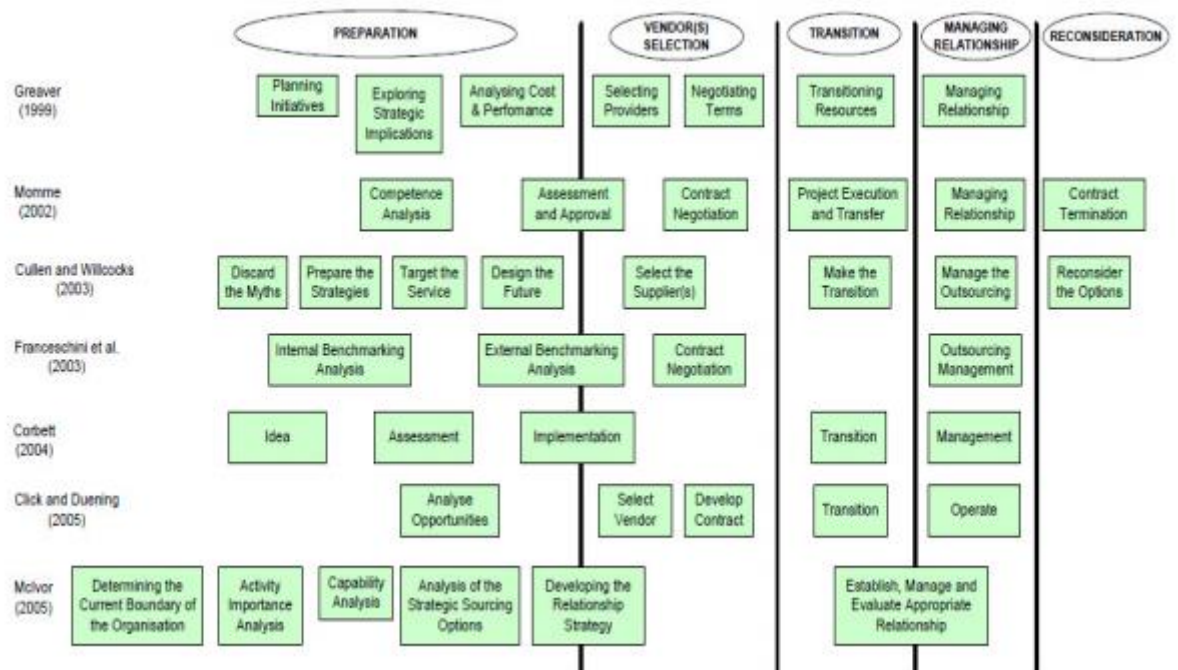 PREPARATION
VENDOR(S)
SELECTION
TRANSITION
MANAGING
RELATIONSHIP
RECONSIDERATION
Greaver
(1999)
Planning
Initiatives
Exploring
Strategic
Implications
Analysing Cost
& Perfomance
Selecting
Providers
Negotiating
Terms
Transitioning
Resources
Managing
Relationship
Momme
(2002)
Competence
Analysis
Assessment
and Approval
Contract
Negotiation
Project Execution
and Transfer
Managing
Relationship
Contract
Termination
Cullen and Willcocks
(2003)
Discard
the Myths
Prepare the
Strategies
Target the
Service
Design the
Future
Select the
Supplier(s)
Make the
Transition
Manage the
Outsourcing
Reconsider
the Options
Franceschini et al.
(2003)
Internal Benchmarking
Analysis
External Benchmarking
Analysis
Contract
Negotiation
Outsourcing
Management
Corbett
(2004)
Idea
Assessment
Implementation
Transition
Management
Click and Duening
(2005)
Analyse
Opportunities
Select
Vendor
Develop
Contract
Transition
Operate
McIvor
(2005)
Determining the
Current Boundary of
the Organisation
Activity
Importance
Analysis
Capability
Analysis
Analysis of the
Strategic Sourcing
Options
Developing the
Relationship
Strategy
Establish, Manage and
Evaluate Appropriate
Relationship